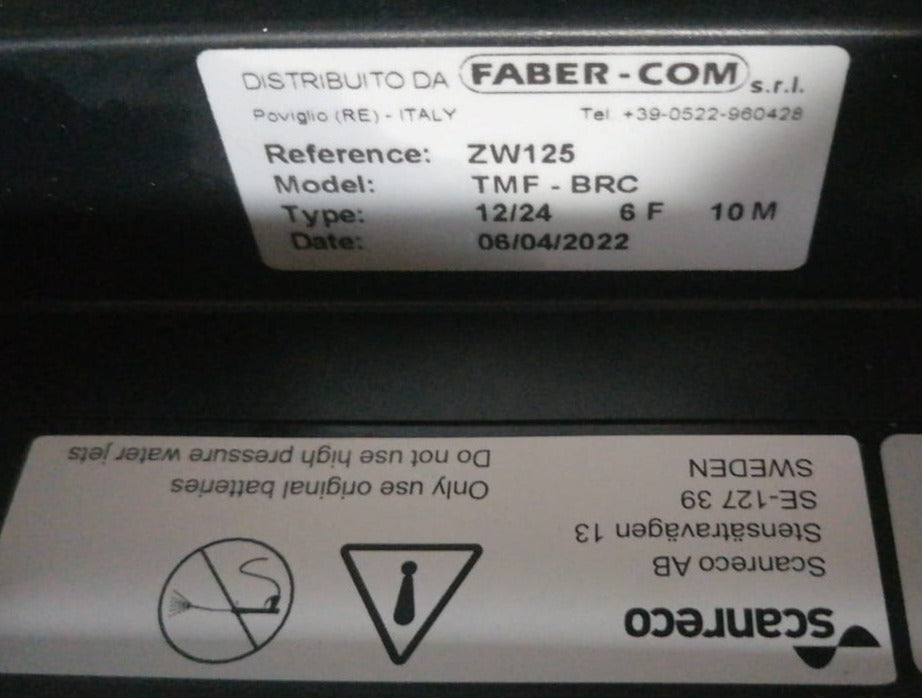 DISTRIBUITO DA FABER-COM s.r.l.
Poviglio (RE) - ITALY Tel. +39-0522-960428
Reference: ZW125
Model: TMF - BRC
Type: 12/24 6 F 10 M
Date: 06/04/2022
scanreco
Scanreco AB
Stensätravägen 13
SE-127 39
SWEDEN
Only use original batteries
Do not use high pressure water jets